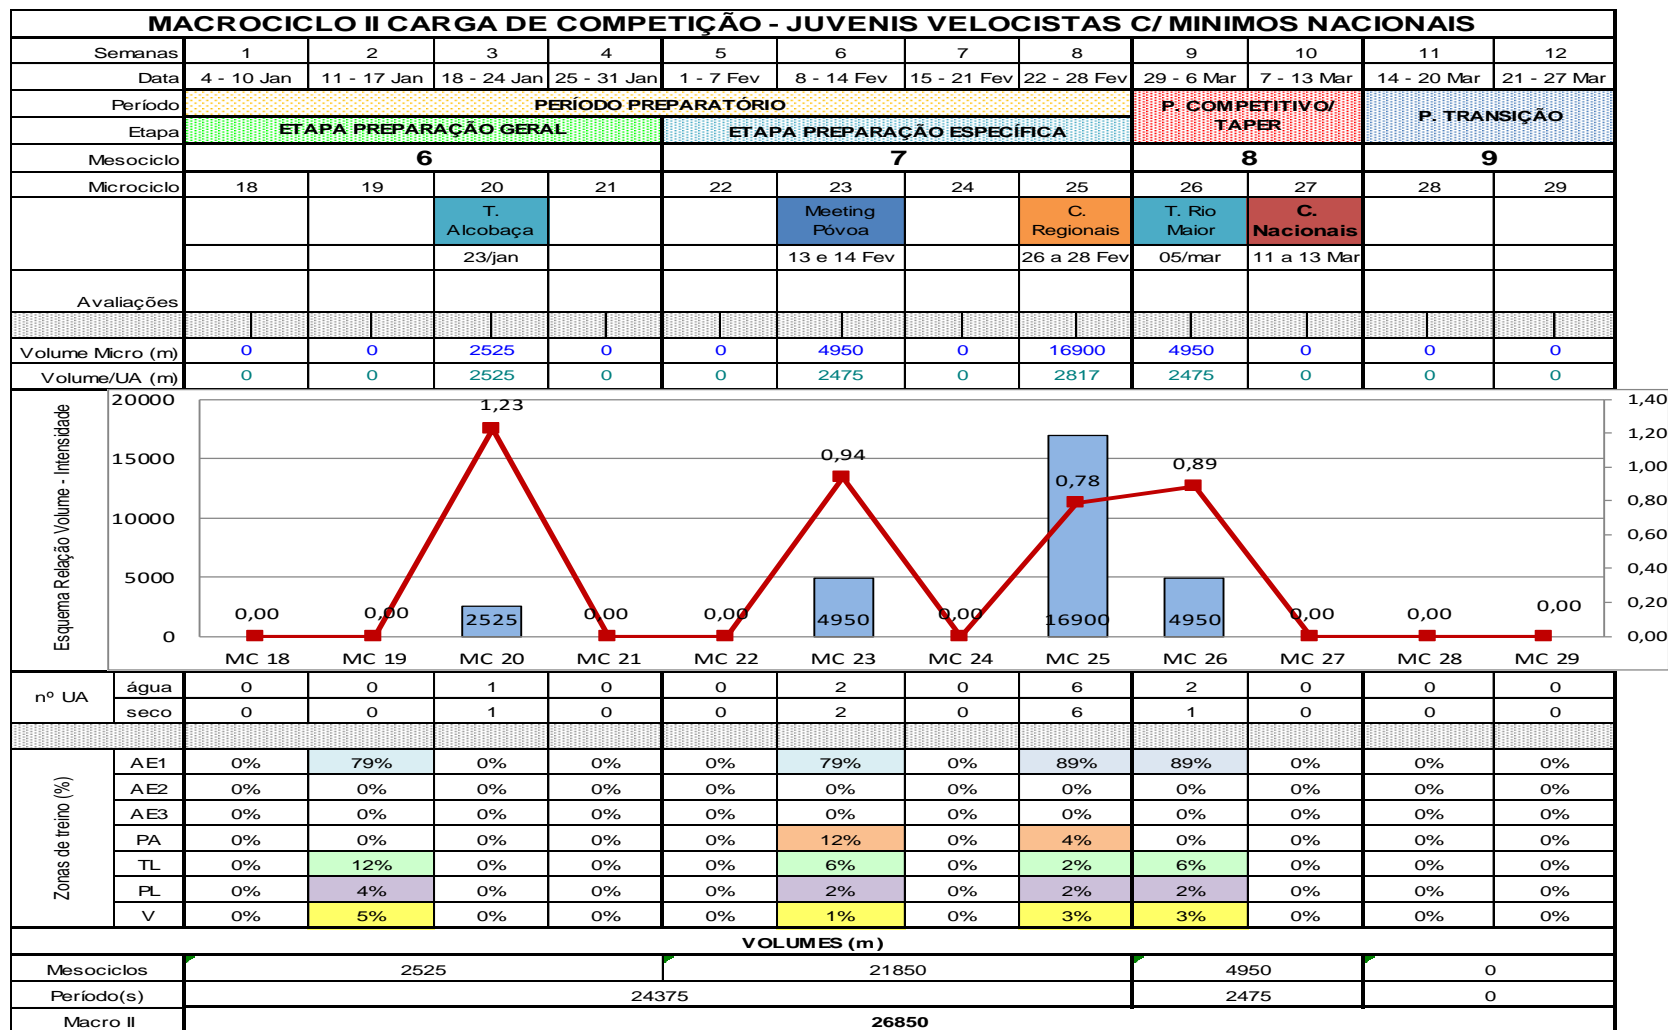 MACROCICLO II CARGA DE COMPETIÇÃO - JUVENIS VELOCISTAS C/ MINIMOS NACIONAIS
Semanas 1 2 3 4 5 6 7 8 9 10 11 12
Data 4 - 10 Jan 11 - 17 Jan 18 - 24 Jan 25 - 31 Jan 1 - 7 Fev 8 - 14 Fev 15 - 21 Fev 22 - 28 Fev 29 - 6 Mar 7 - 13 Mar 14 - 20 Mar 21 - 27 Mar
Período PERÍODO PREPARATÓRIO P. COMPETITIVO/ TAPER P. TRANSIÇÃO
Etapa ETAPA PREPARAÇÃO GERAL ETAPA PREPARAÇÃO ESPECÍFICA
Mesociclo 6 7 8 9
Microciclo 18 19 20 21 22 23 24 25 26 27 28 29
T. Meeting C. T. Rio C.
Alcobaça Póvoa Regionais Maior Nacionais
23/jan 13 e 14 Fev 26 a 28 Fev 05/mar 11 a 13 Mar
Avaliações
Volume Micro (m) 0 0 2525 0 0 4950 0 16900 4950 0 0 0
Volume/UA (m) 0 0 2525 0 0 2475 0 2817 2475 0 0 0
Esquema Relação Volume - Intensidade
20000
15000
10000
5000
0
1,40
1,20
1,00
0,80
0,60
0,40
0,20
0,00
0,00 0,00 1,23 0,00 0,00 0,94 0,00 0,78 0,89 0,00 0,00 0,00
2525 4950 16900 4950
MC 18 MC 19 MC 20 MC 21 MC 22 MC 23 MC 24 MC 25 MC 26 MC 27 MC 28 MC 29
nº UA
água 0 0 1 0 0 2 0 6 2 0 0 0
seco 0 0 1 0 0 2 0 6 1 0 0 0
Zonas de treino (%)
AE1 0% 79% 0% 0% 0% 79% 0% 89% 89% 0% 0% 0%
AE2 0% 0% 0% 0% 0% 0% 0% 0% 0% 0% 0% 0%
AE3 0% 0% 0% 0% 0% 0% 0% 0% 0% 0% 0% 0%
PA 0% 0% 0% 0% 0% 12% 0% 4% 0% 0% 0% 0%
TL 0% 12% 0% 0% 0% 6% 0% 2% 6% 0% 0% 0%
PL 0% 4% 0% 0% 0% 2% 0% 2% 2% 0% 0% 0%
V 0% 5% 0% 0% 0% 1% 0% 3% 3% 0% 0% 0%
VOLUMES (m)
Mesociclos 2525 21850 4950 0
Período(s) 24375 2475 0
Macro II 26850